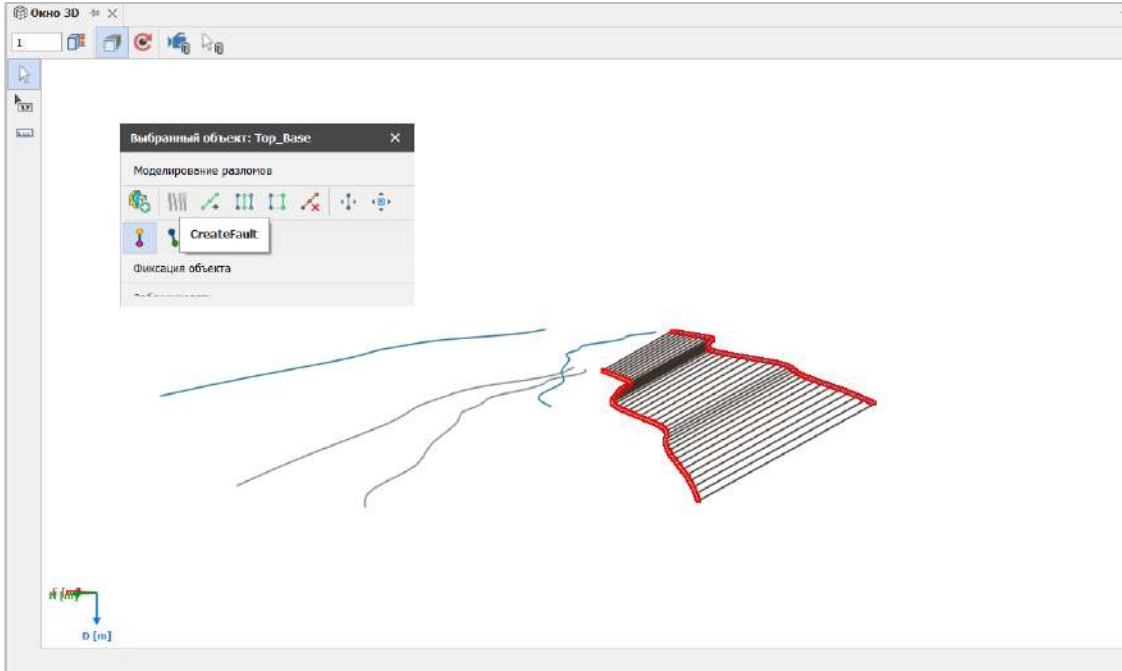 Окно 3D
1
Выбранный объект: Top_Base
Моделирование разломов
CreateFault
Фиксация объекта
D [m]